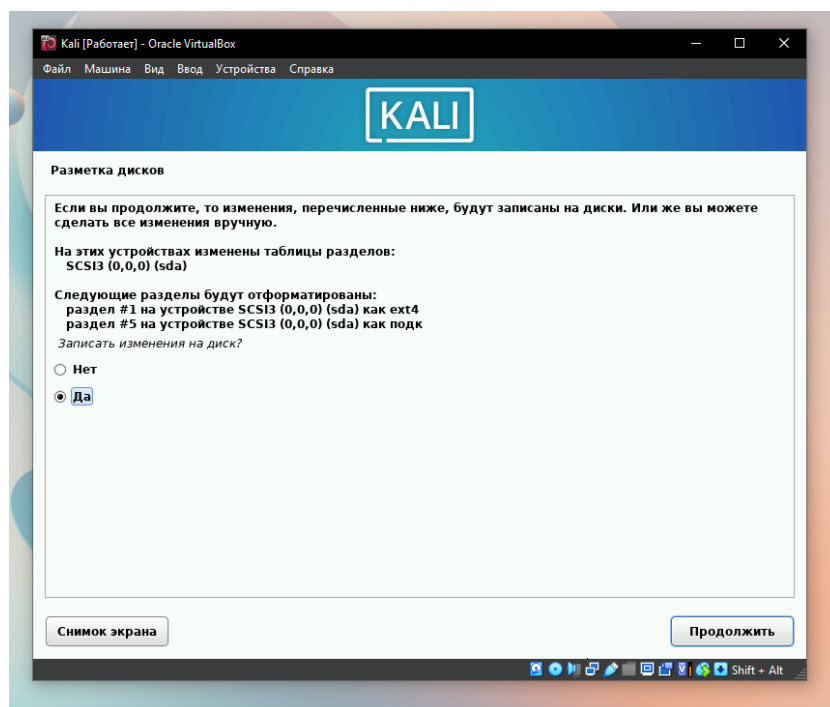 Kali [Работает] - Oracle VirtualBox
Файл Машина Вид Ввод Устройства Справка
KALI
Разметка дисков
Если вы продолжите, то изменения, перечисленные ниже, будут записаны на диски. Или же вы можете
сделать все изменения вручную.
На этих устройствах изменены таблицы разделов:
SCSI3 (0,0,0) (sda)
Следующие разделы будут отформатированы:
раздел #1 на устройстве SCSI3 (0,0,0) (sda) как ext4
раздел #5 на устройстве SCSI3 (0,0,0) (sda) как подк
Записать изменения на диск?
Нет
Да
Снимок экрана
Продолжить
Shift + Alt